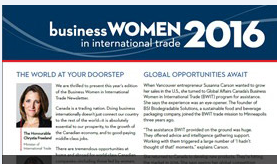 business WOMEN 2016
in international trade
THE WORLD AT YOUR DOORSTEP
We are thrilled to present this year's edition
of the Business Women in International
Trade Newsletter.
Canada is a trading nation. Doing business
internationally doesn't just connect our country
to the rest of the world—it is absolutely
essential to our prosperity, to the growth of
the Canadian economy, and to good-paying
middle-class jobs.
The Honourable
Chrystia Freeland
There are tremendous opportunities at
GLOBAL OPPORTUNITIES AWAIT
When Vancouver entrepreneur Susanna Carson wanted to grow
her sales in the U.S., she turned to Global Affairs Canada's Business
Women in International Trade (BWIT) program for assistance.
She says the experience was an eye-opener. The founder of
BSI Biodegradable Solutions, a sustainable food and beverage
packaging company, joined the BWIT trade mission to Minneapolis
three years ago.
"The assistance BWIT provided on the ground was huge.
They offered advice and intelligence gathering support.
Working with them triggered a large number of 'I hadn't
thought of that!' moments," explains Carson.